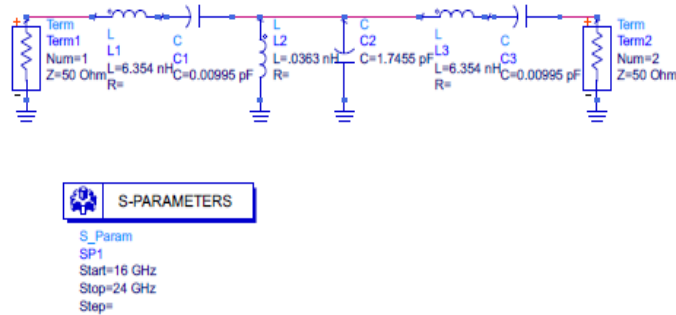 Term
Term1
Num=1
Z=50 Ohm
L
L1
L=6.354 nH
R=
C
C1
C=0.00995 pF
L
L2
L=.0363 nH
R=
C
C2
C=1.7455 pF
L
L3
L=6.354 nH
R=
C
C3
C=0.00995 pF
Term
Term2
Num=2
Z=50 Ohm
S-PARAMETERS
S_Param
SP1
Start=16 GHz
Stop=24 GHz
Step=